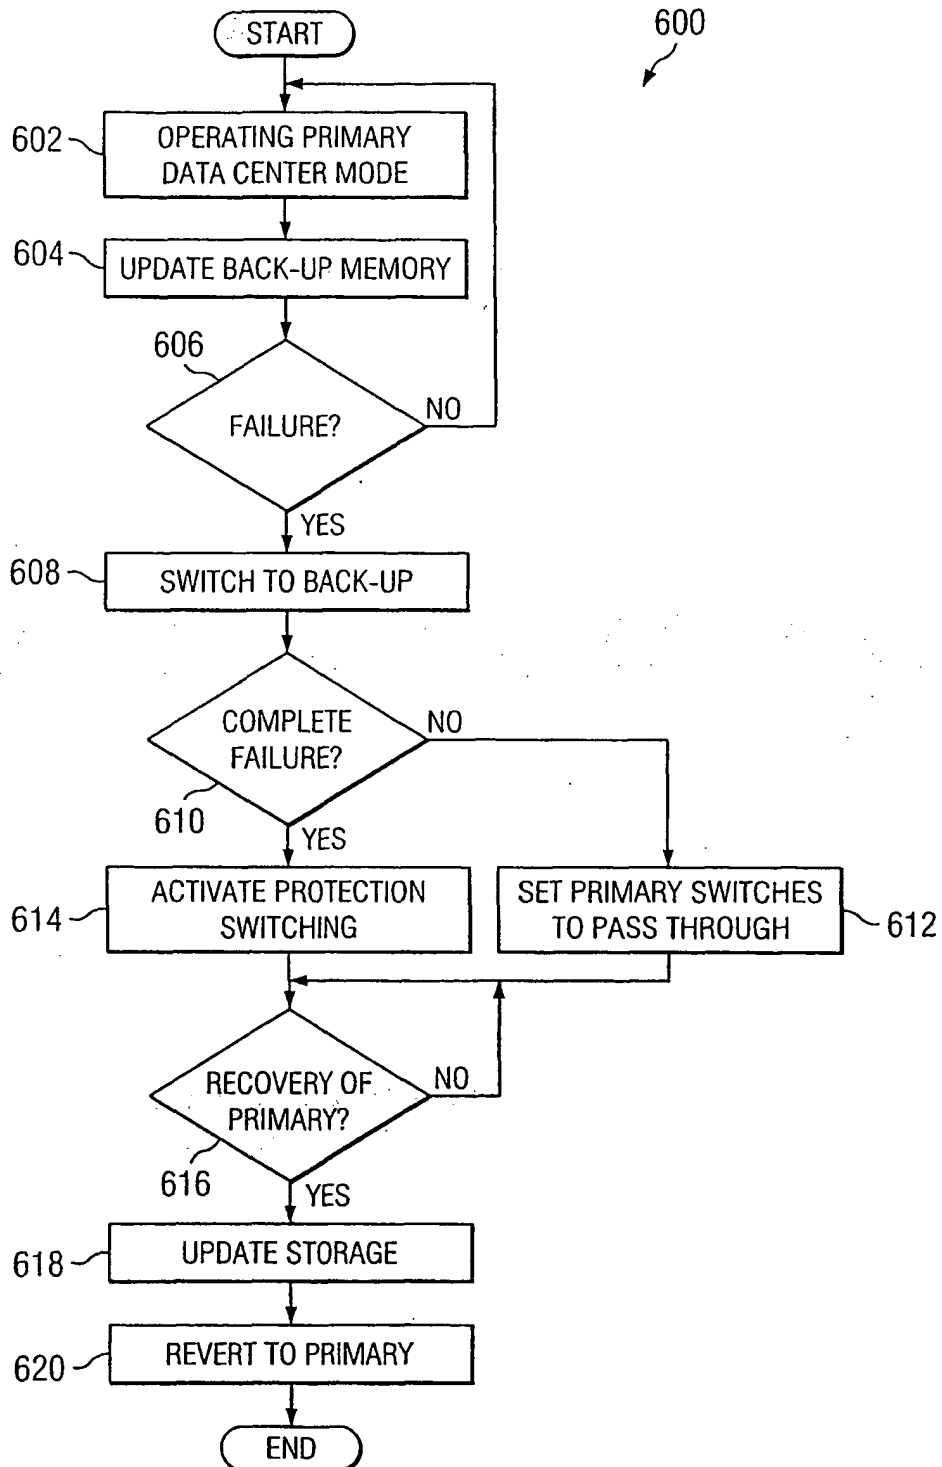 START
600
602
OPERATING PRIMARY
DATA CENTER MODE
604
UPDATE BACK-UP MEMORY
606
FAILURE?
NO
YES
608
SWITCH TO BACK-UP
COMPLETE
FAILURE?
NO
610
YES
614
ACTIVATE PROTECTION
SWITCHING
SET PRIMARY SWITCHES
TO PASS THROUGH
612
RECOVERY OF
PRIMARY?
NO
616
YES
618
UPDATE STORAGE
620
REVERT TO PRIMARY
END